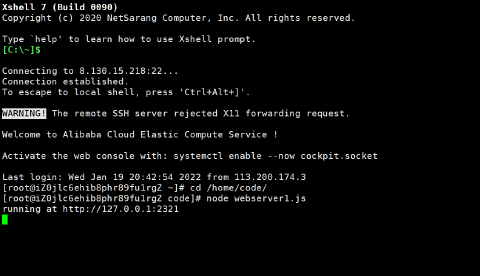 Xshell 7 (Build 0090)
Copyright (c) 2020 NetSarang Computer, Inc. All rights reserved.
Type `help' to learn how to use Xshell prompt.
[C:\~]$
Connecting to 8.130.15.218:22...
Connection established.
To escape to local shell, press 'Ctrl+Alt+]'.
WARNING! The remote SSH server rejected X11 forwarding request.
Welcome to Alibaba Cloud Elastic Compute Service !
Activate the web console with: systemctl enable --now cockpit.socket
Last login: Wed Jan 19 20:42:54 2022 from 113.200.174.3
[root@iZ0jlc6ehib8phr89fu1rgZ ~]# cd /home/code/
[root@iZ0jlc6ehib8phr89fu1rgZ code]# node webserver1.js
running at http://127.0.0.1:2321